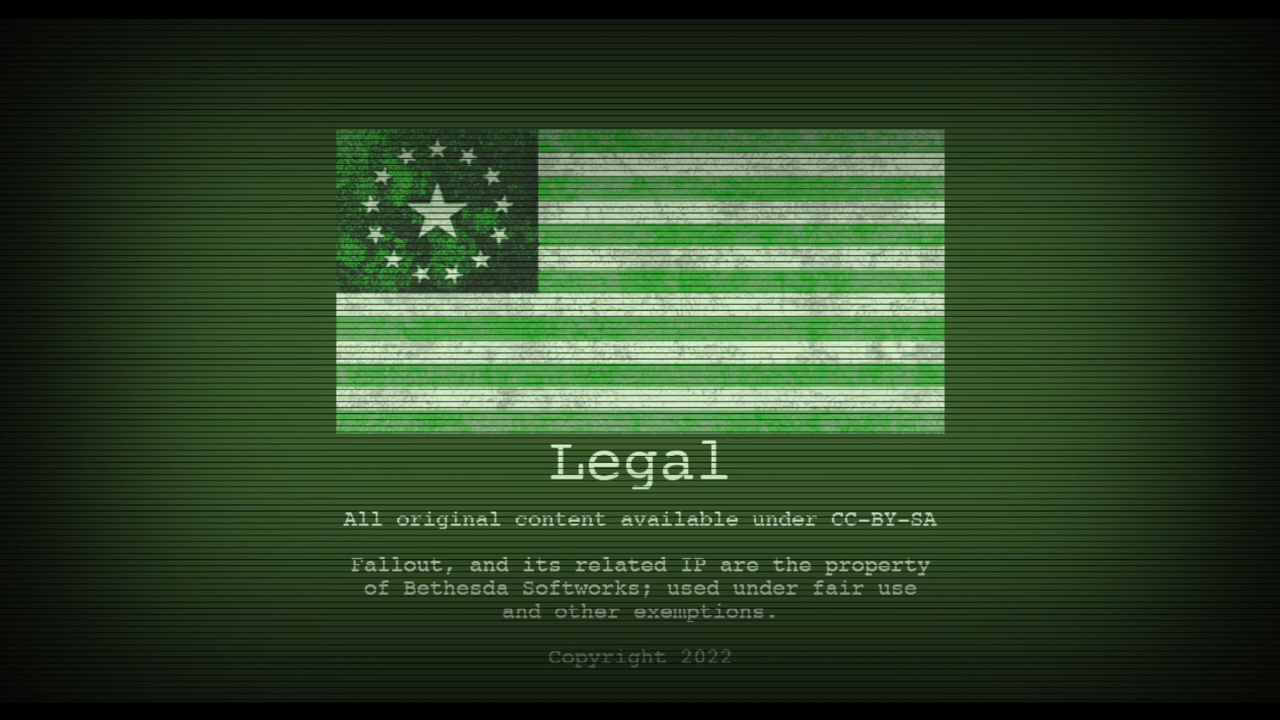 Legal
All original content available under CC-BY-SA
Fallout, and its related IP are the property
of Bethesda Softworks; used under fair use
and other exemptions.
Copyright 2022